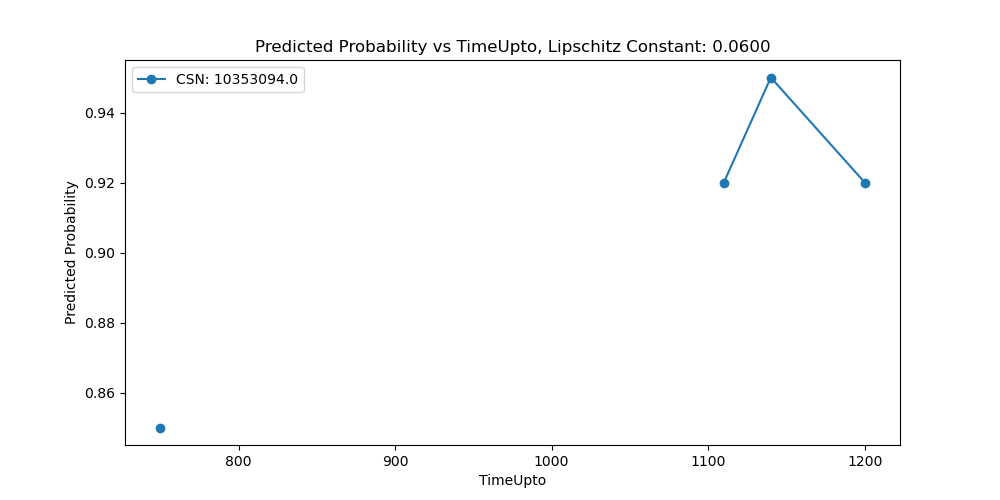 Predicted Probability vs TimeUpto, Lipschitz Constant: 0.0600
CSN: 10353094.0
Predicted Probability
0.94
0.92
0.90
0.88
0.86
800 900 1000 1100 1200
TimeUpto